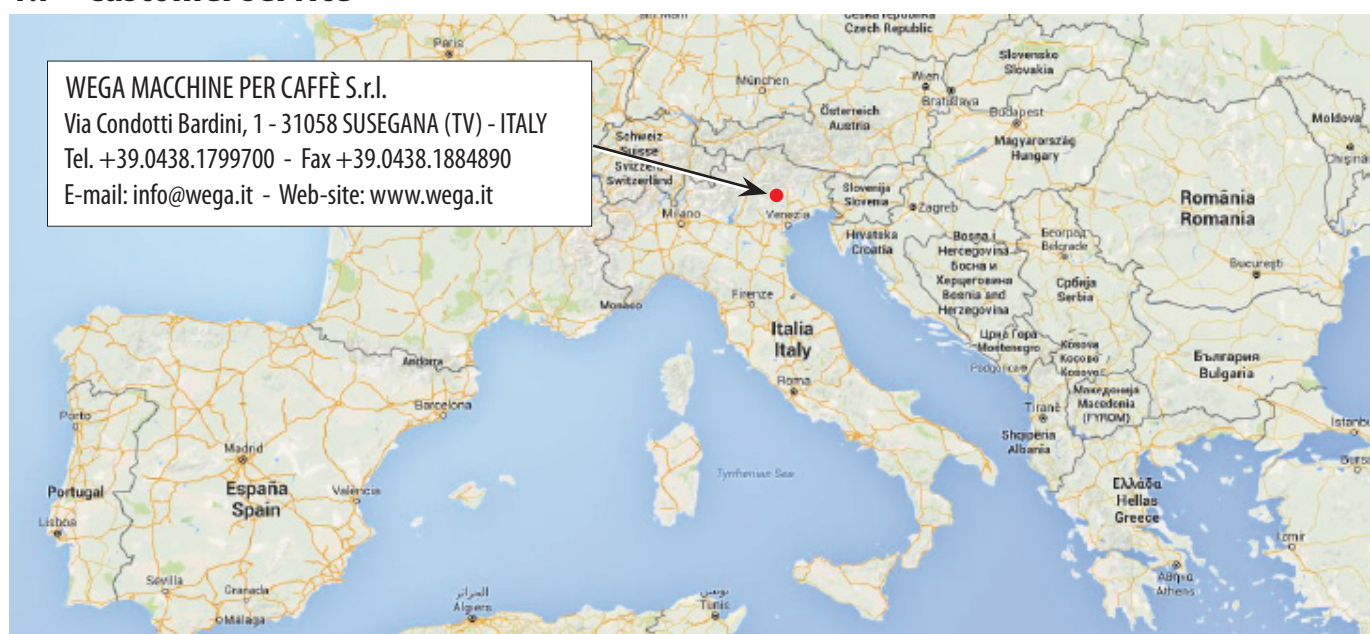 WEGA MACCHINE PER CAFFÈ S.r.l.
Via Condotti Bardini, 1 - 31058 SUSEGANA (TV) - ITALY
Tel. +39.0438.1799700 - Fax +39.0438.1884890
E-mail: info@wega.it - Web-site: www.wega.it
Paris
Czech Republic
Slovensko
Slovakia
München
Wien
Bratislava
Budapest
Österreich
Austria
Moldova
Magyarország
Hungary
Schweiz
Suisse
Svizzera
Switzerland
Slovenija
Slovenia
Zagreb
România
Romania
Milano
Venezia
Hrvatska
Croatia
Bosna i
Hercegovina
Босна и
Херцеговина
Bosnia and
Herzegovina
Београд
Belgrade
București
Србија
Serbia
Monaco
Firenze
Italia
Italy
Црна Гора
Montenegro
Kosova
Косово
Kosovo
България
Bulgaria
Andorra
Podgorica
Roma
Македонија
Macedonia
(FYROM)
Barcelona
Porto
Tiranë
Istanbu
Shqipëria
Albania
Madrid
Tyrrhenian Sea
Portugal
España
Spain
Valencia
Ελλάδα
Hellas
Greece
Bursa
Lisboa
Izmir
Sevilla
Granada
Málaga
الجزائر
Algiers
تونس
Tunis
Αθήνα
Athens